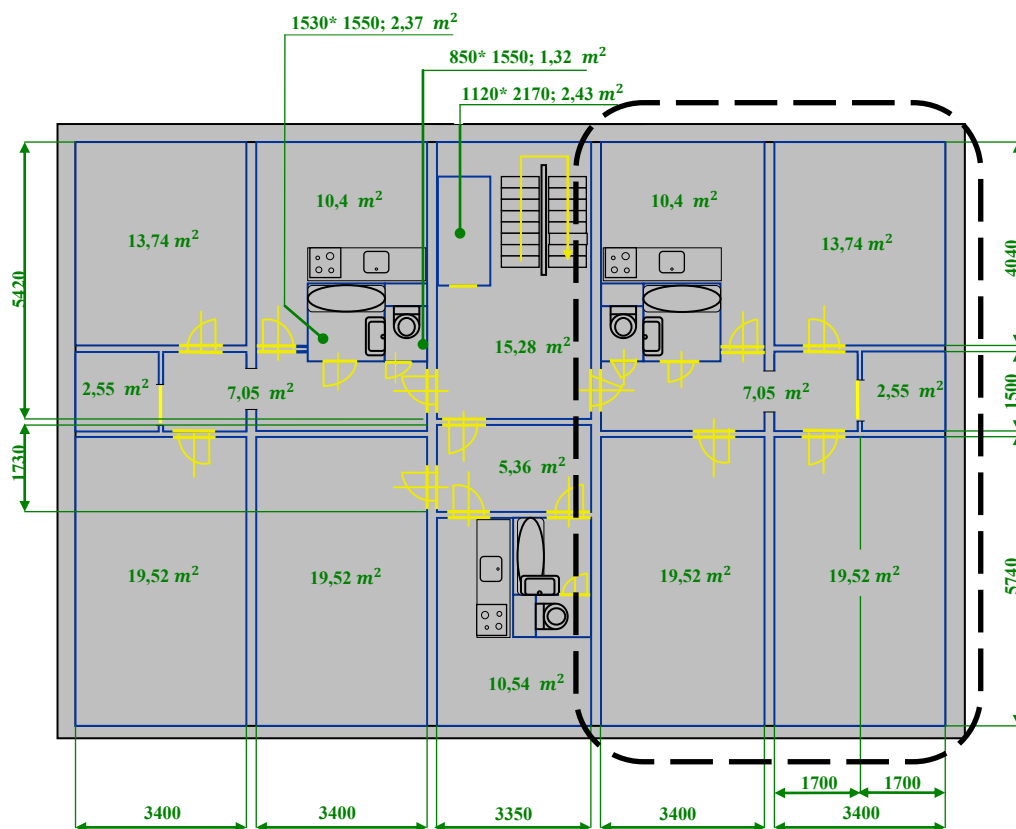 1530* 1550; 2,37 m²
850* 1550; 1,32 m²
1120* 2170; 2,43 m²
10,4 m²
10,4 m²
13,74 m²
13,74 m²
5420
4040
15,28 m²
2,55 m²
7,05 m²
7,05 m²
2,55 m²
1500
1730
5,36 m²
19,52 m²
19,52 m²
19,52 m²
19,52 m²
5740
10,54 m²
1700
1700
3400
3400
3350
3400
3400